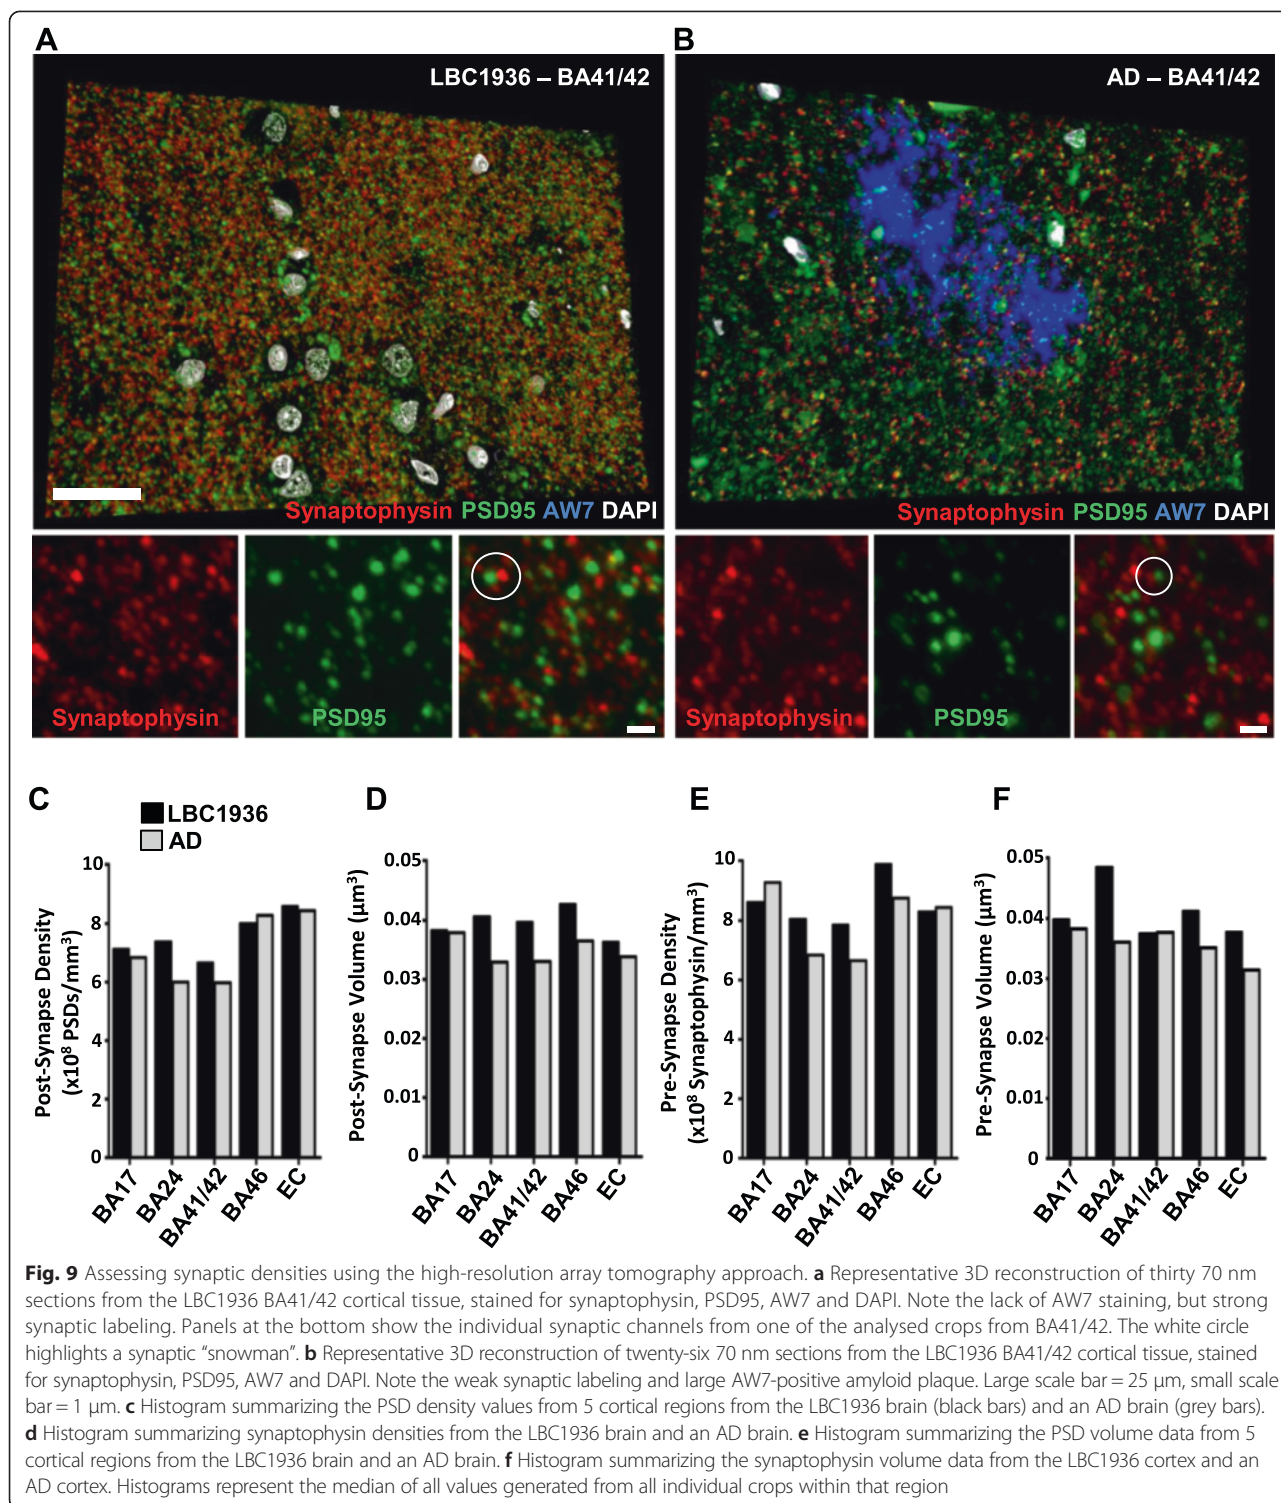 A
B
LBC1936 – BA41/42
AD – BA41/42
Synaptophysin PSD95 AW7 DAPI
Synaptophysin PSD95 AW7 DAPI
Synaptophysin
PSD95
Synaptophysin
PSD95
C
LBC1936
AD
Post-Synapse Density
(x10⁸ PSDs/mm³)
10
8
6
4
2
0
BA17
BA24
BA41/42
BA46
EC
D
Post-Synapse Volume (µm³)
0.05
0.04
0.03
0.02
0.01
0
BA17
BA24
BA41/42
BA46
EC
E
Pre-Synapse Density
(x10⁸ Synaptophysin/mm³)
10
8
6
4
2
0
BA17
BA24
BA41/42
BA46
EC
F
Pre-Synapse Volume (µm³)
0.05
0.04
0.03
0.02
0.01
0
BA17
BA24
BA41/42
BA46
EC
Fig. 9 Assessing synaptic densities using the high-resolution array tomography approach. a Representative 3D reconstruction of thirty 70 nm
sections from the LBC1936 BA41/42 cortical tissue, stained for synaptophysin, PSD95, AW7 and DAPI. Note the lack of AW7 staining, but strong
synaptic labeling. Panels at the bottom show the individual synaptic channels from one of the analysed crops from BA41/42. The white circle
highlights a synaptic “snowman”. b Representative 3D reconstruction of twenty-six 70 nm sections from the LBC1936 BA41/42 cortical tissue, stained
for synaptophysin, PSD95, AW7 and DAPI. Note the weak synaptic labeling and large AW7-positive amyloid plaque. Large scale bar = 25 µm, small scale
bar = 1 µm. c Histogram summarizing the PSD density values from 5 cortical regions from the LBC1936 brain (black bars) and an AD brain (grey bars).
d Histogram summarizing synaptophysin densities from the LBC1936 brain and an AD brain. e Histogram summarizing the PSD volume data from 5
cortical regions from the LBC1936 brain and an AD brain. f Histogram summarizing the synaptophysin volume data from the LBC1936 cortex and an
AD cortex. Histograms represent the median of all values generated from all individual crops within that region